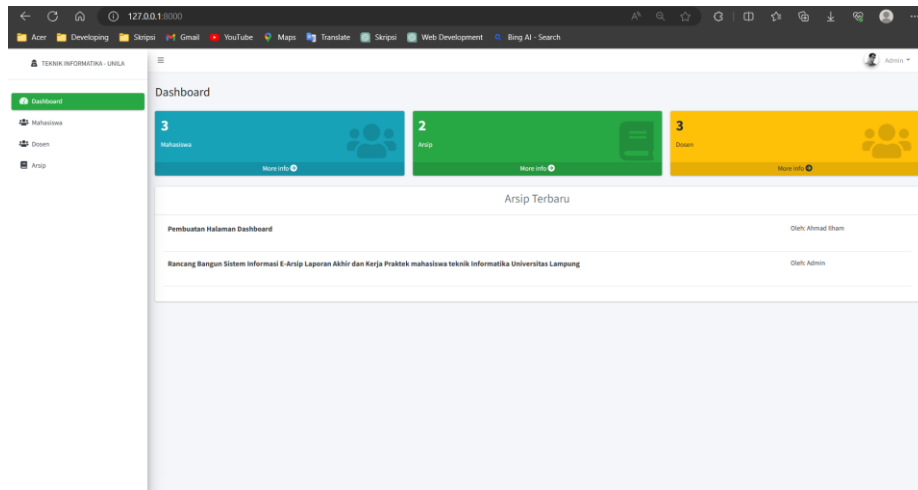 127.0.0.1:8000
Acer Developing Skripsi Gmail YouTube Maps Translate Skripsi Web Development Bing AI - Search
TEKNIK INFORMATIKA - UNILA
Admin
Dashboard
Mahasiswa
Dosen
Arsip
Dashboard
3
Mahasiswa
More info
2
Arsip
More info
3
Dosen
More info
Arsip Terbaru
Pembuatan Halaman Dashboard Oleh: Ahmad Ilham
Rancang Bangun Sistem Informasi E-Arsip Laporan Akhir dan Kerja Praktek mahasiswa teknik Informatika Universitas Lampung Oleh: Admin